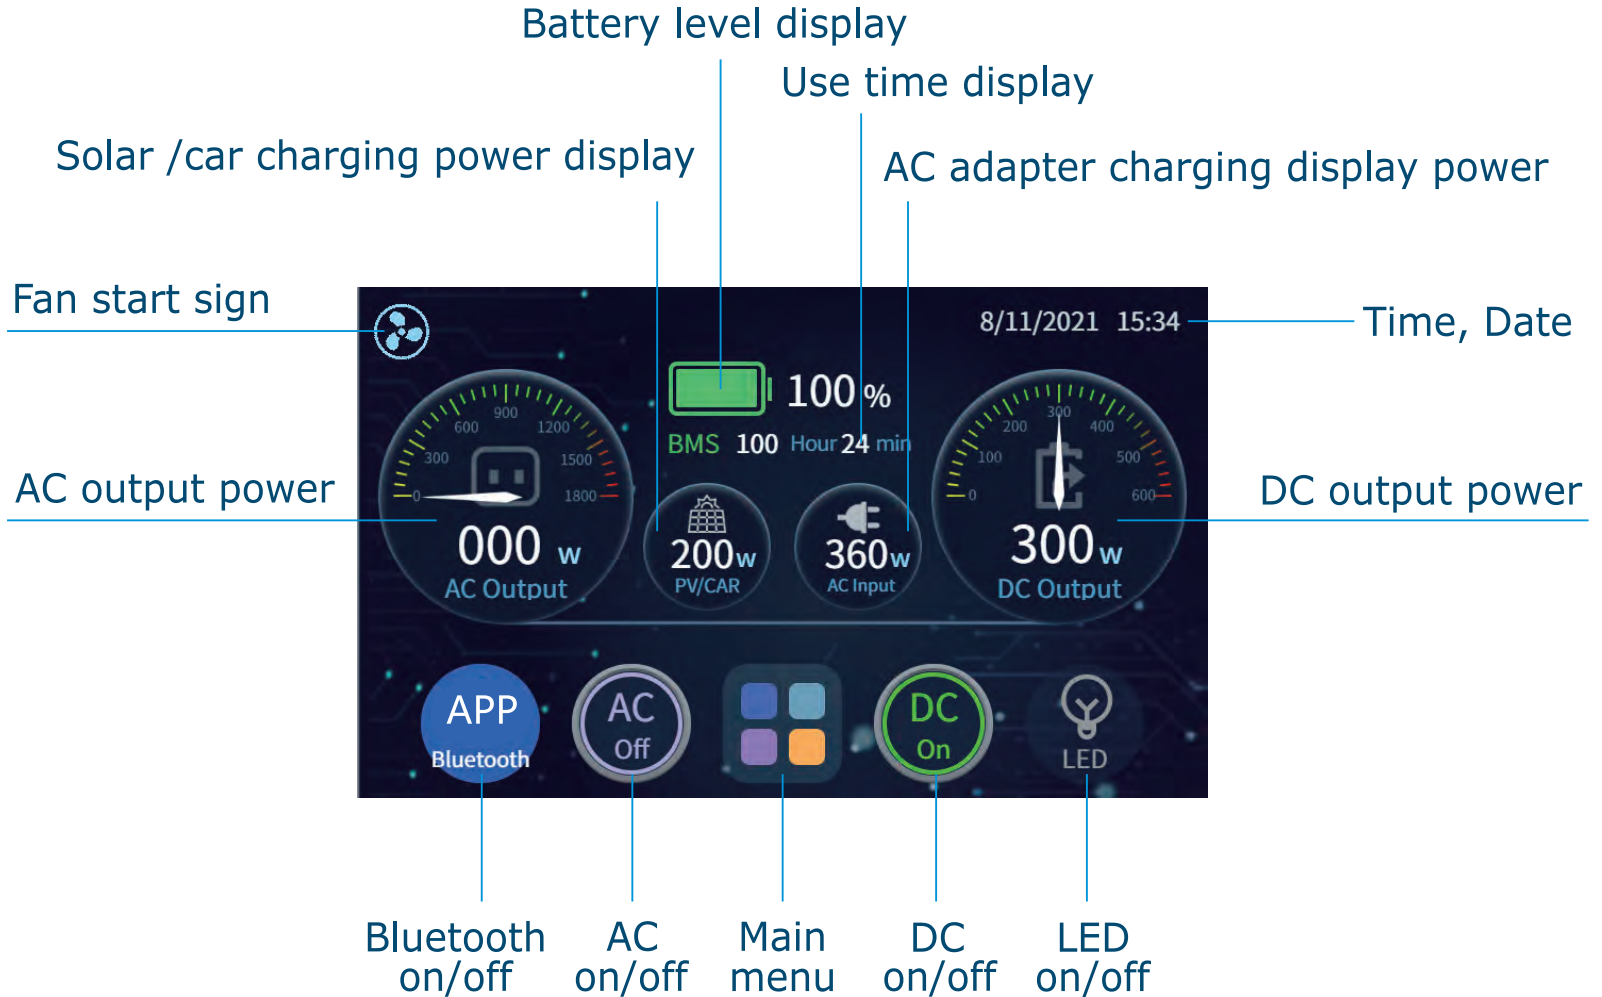 Battery level display
Use time display
Solar /car charging power display
AC adapter charging display power
Fan start sign
8/11/2021 15:34
Time, Date
100 %
BMS 100 Hour 24 min
0 300 600 900 1200 1500 1800
0 100 200 300 400 500 600
AC output power
DC output power
000 w
AC Output
200w
PV/CAR
360w
AC Input
300 w
DC Output
APP
Bluetooth
AC
Off
DC
On
LED
Bluetooth
on/off
AC
on/off
Main
menu
DC
on/off
LED
on/off